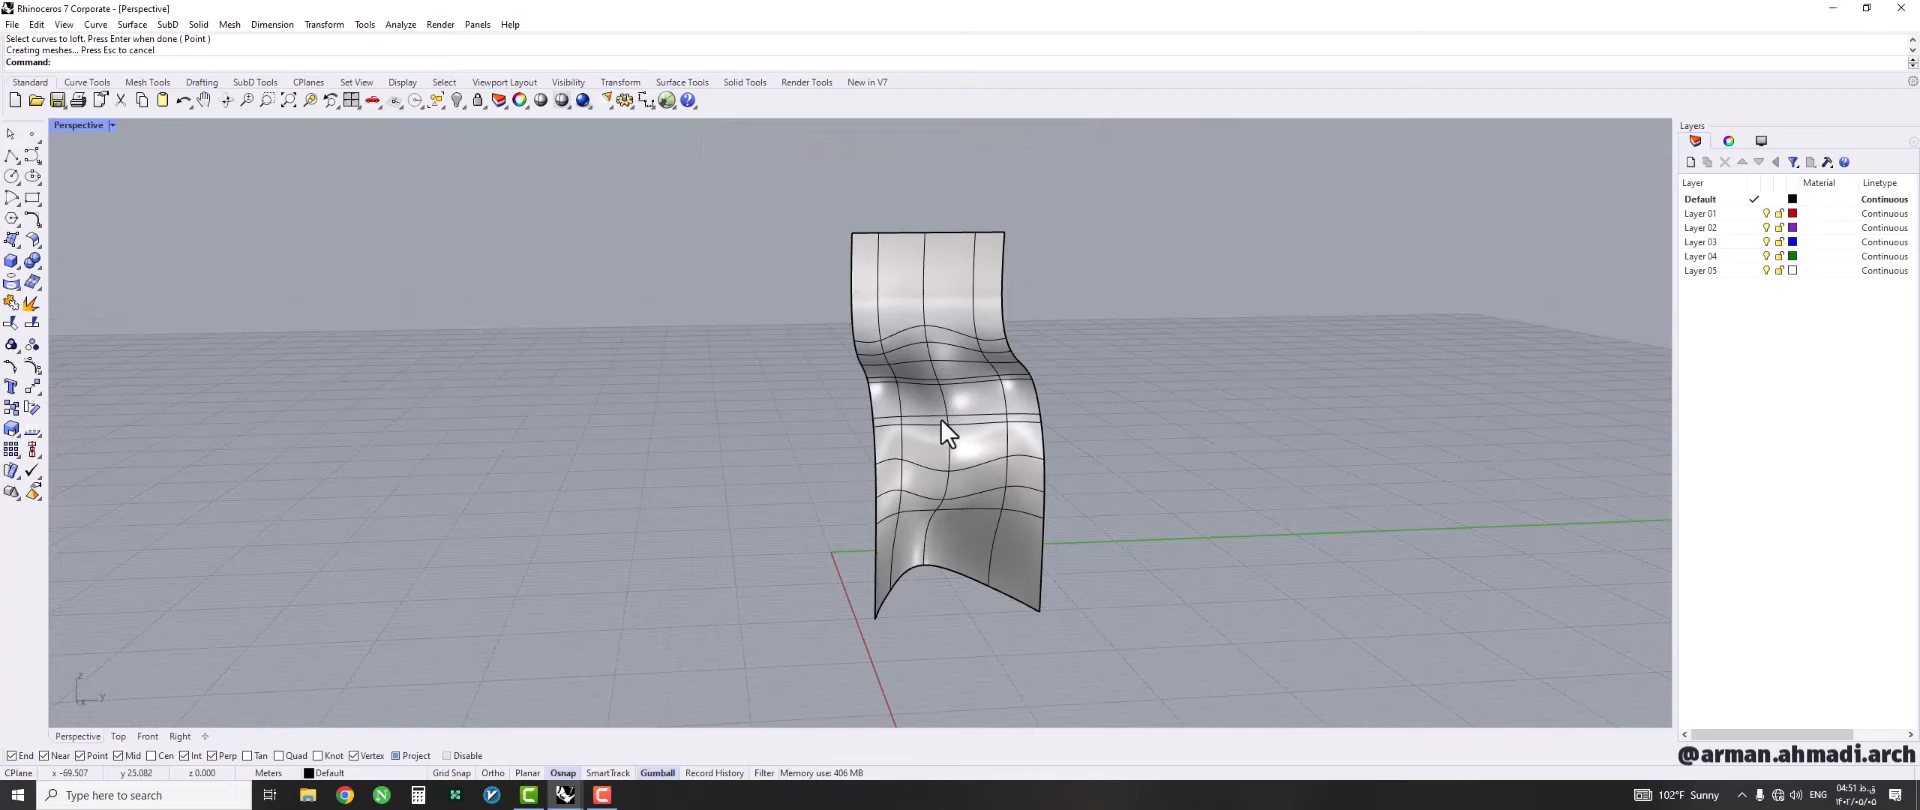 Rhinoceros 7 Corporate - [Perspective]
File Edit View Curve Surface SubD Solid Mesh Dimension Transform Tools Analyze Render Panels Help
Select curves to loft. Press Enter when done ( Point )
Creating meshes... Press Esc to cancel
Command:
Standard Curve Tools Mesh Tools Drafting SubD Tools CPlanes Set View Display Select Viewport Layout Visibility Transform Surface Tools Solid Tools Render Tools New in V7
Perspective
Layers
Layer Material Linetype
Default Continuous
Layer 01 Continuous
Layer 02 Continuous
Layer 03 Continuous
Layer 04 Continuous
Layer 05 Continuous
z
x y
Perspective Top Front Right
End Near Point Mid Cen Int Perp Tan Quad Knot Vertex Project Disable
@arman.ahmadi.arch
CPlane x -69.507 y 25.082 z 0.000 Meters Default Grid Snap Ortho Planar Osnap SmartTrack Gumball Record History Filter Memory use: 406 MB
Type here to search
102°F Sunny ENG
04:51 ق.ظ
۱۴۰۲/۰۵/۰۵